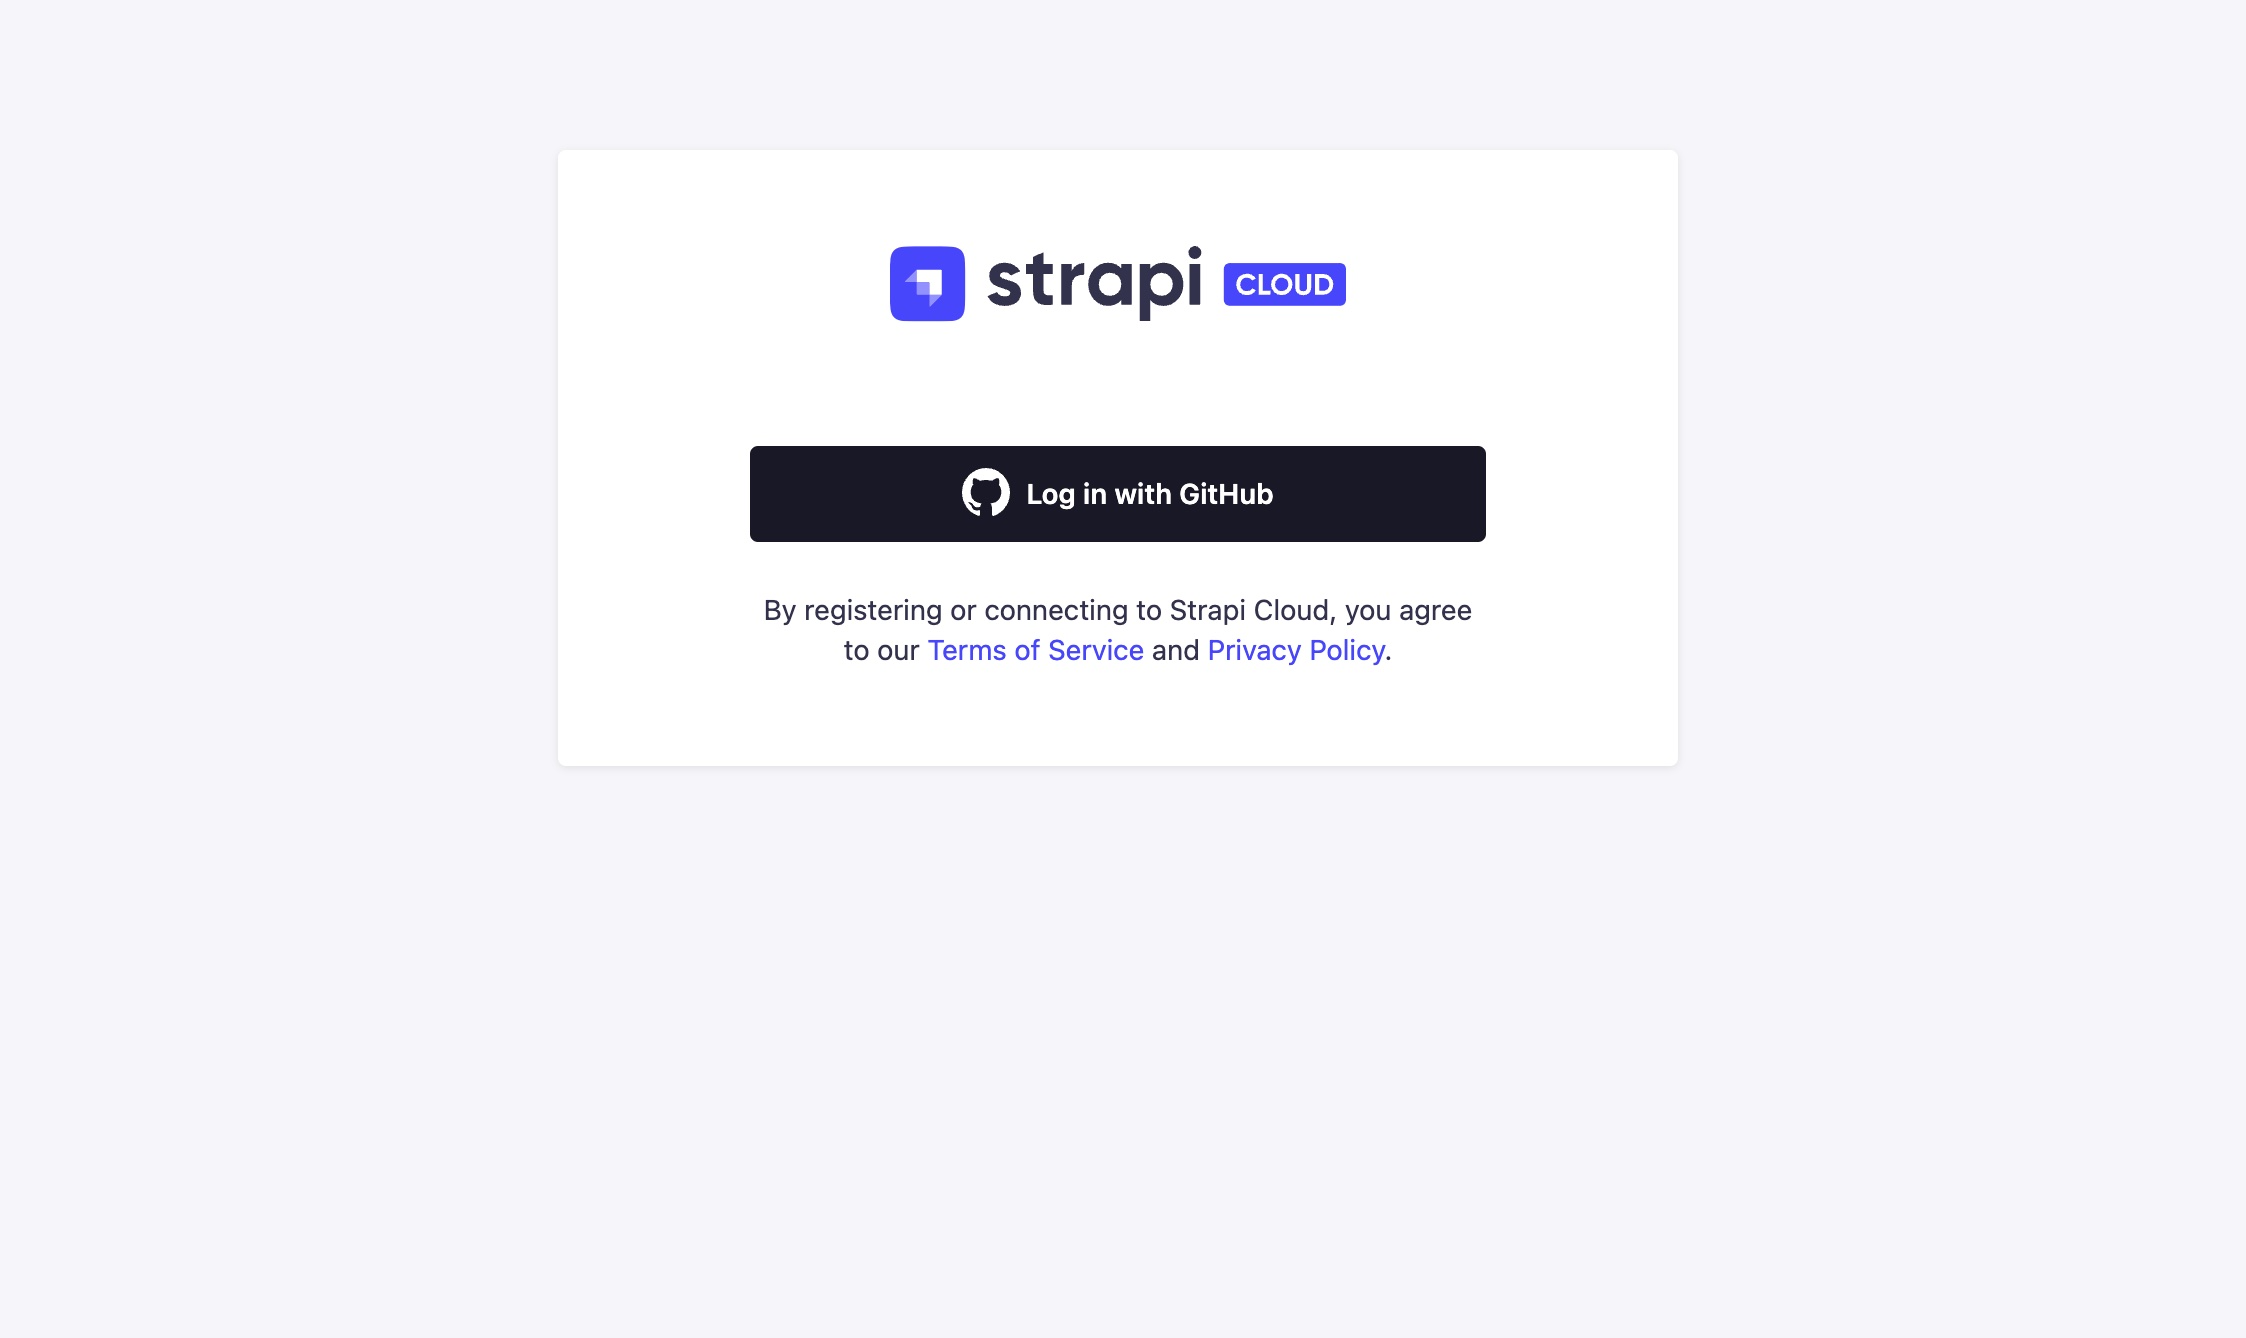 strapi CLOUD
Log in with GitHub
By registering or connecting to Strapi Cloud, you agree
to our Terms of Service and Privacy Policy.